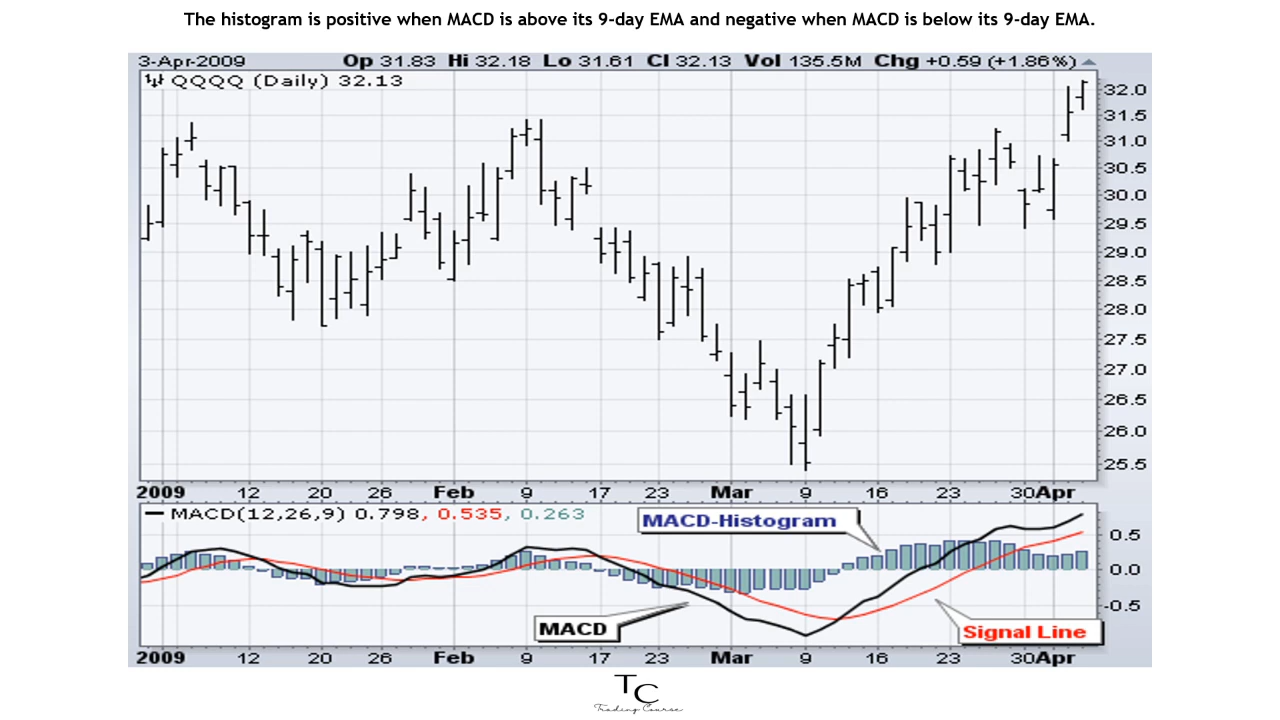 The histogram is positive when MACD is above its 9-day EMA and negative when MACD is below its 9-day EMA.
3-Apr-2009 Op 31.83 Hi 32.18 Lo 31.61 Cl 32.13 Vol 135.5M Chg +0.59 (+1.86%)
QQQQ (Daily) 32.13
32.0
31.5
31.0
30.5
30.0
29.5
29.0
28.5
28.0
27.5
27.0
26.5
26.0
25.5
2009 12 20 26 Feb 9 17 23 Mar 9 16 23 30 Apr
MACD(12,26,9) 0.798, 0.535, 0.263
MACD-Histogram
0.5
0.0
-0.5
MACD
Signal Line
2009 12 20 26 Feb 9 17 23 Mar 9 16 23 30 Apr
TC
Trading Course